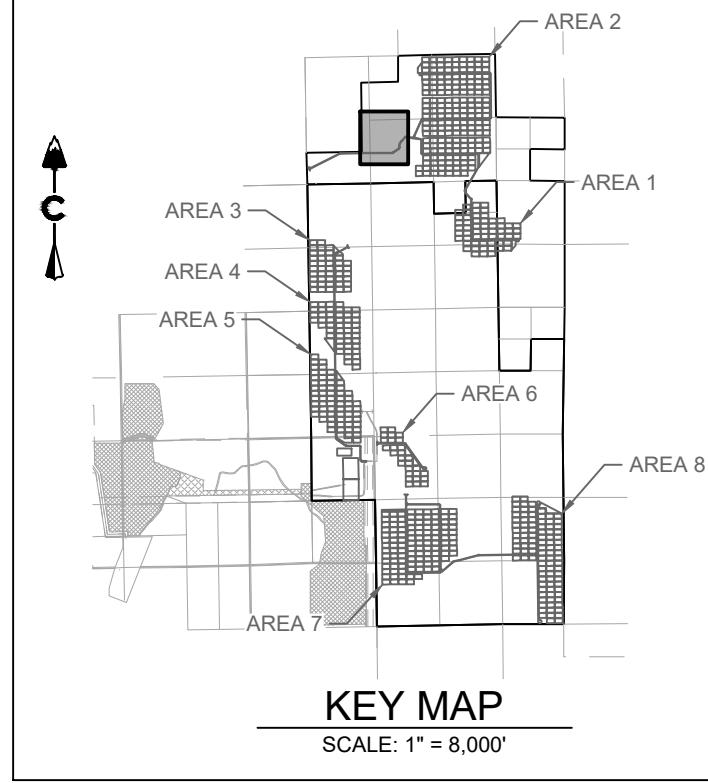 AREA 2
AREA 1
AREA 3
AREA 4
AREA 5
AREA 6
AREA 8
AREA 7
C
KEY MAP
SCALE: 1" = 8,000'